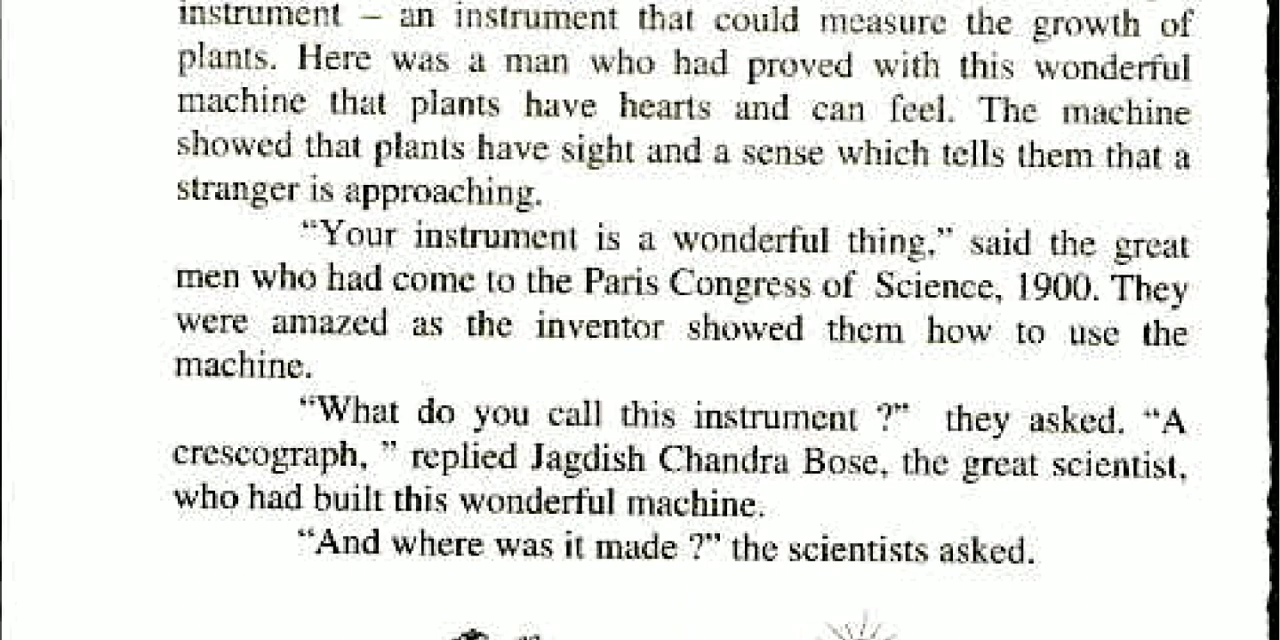 instrument – an instrument that could measure the growth of
plants. Here was a man who had proved with this wonderful
machine that plants have hearts and can feel. The machine
showed that plants have sight and a sense which tells them that a
stranger is approaching.
“Your instrument is a wonderful thing,” said the great
men who had come to the Paris Congress of Science, 1900. They
were amazed as the inventor showed them how to use the
machine.
“What do you call this instrument ?” they asked. “A
crescograph, ” replied Jagdish Chandra Bose, the great scientist,
who had built this wonderful machine.
“And where was it made ?” the scientists asked.